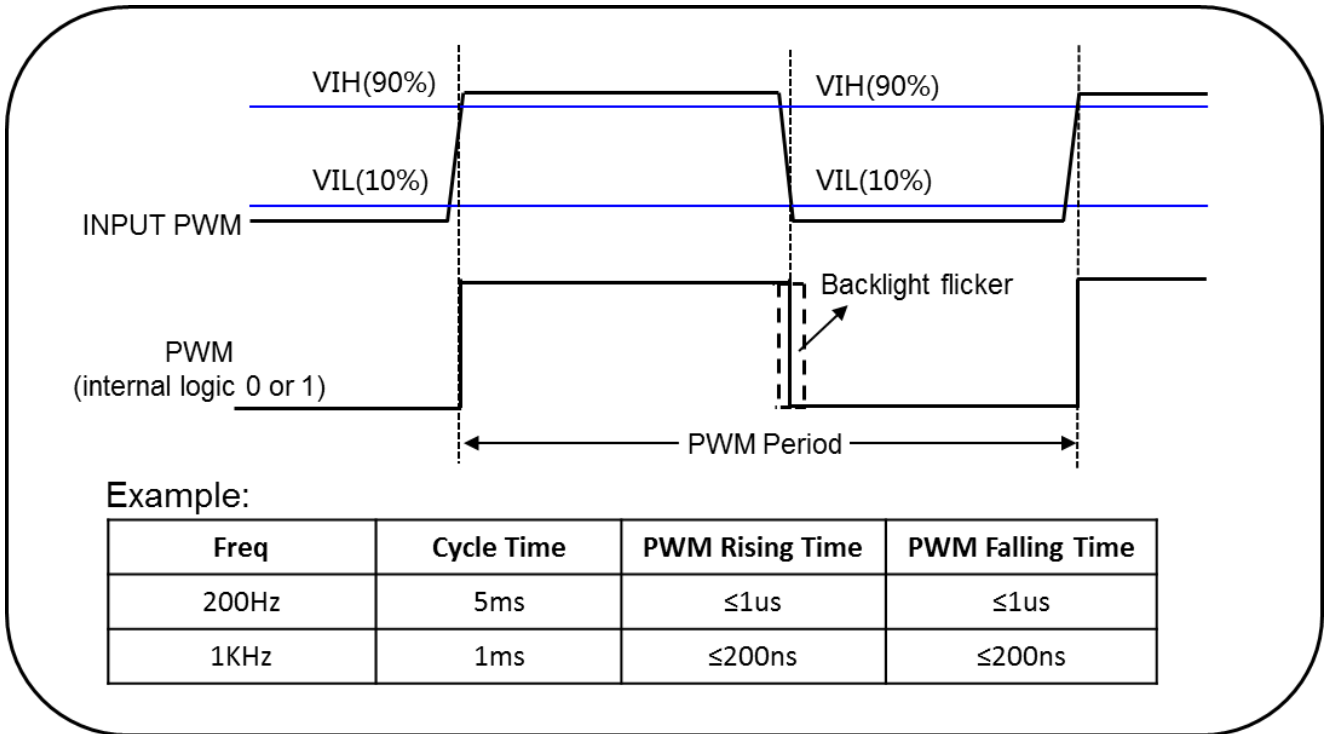 VIH(90%) VIH(90%)
VIL(10%) VIL(10%)
INPUT PWM
Backlight flicker
PWM
(internal logic 0 or 1)
PWM Period
Example:
Freq Cycle Time PWM Rising Time PWM Falling Time
200Hz 5ms ≤1us ≤1us
1KHz 1ms ≤200ns ≤200ns